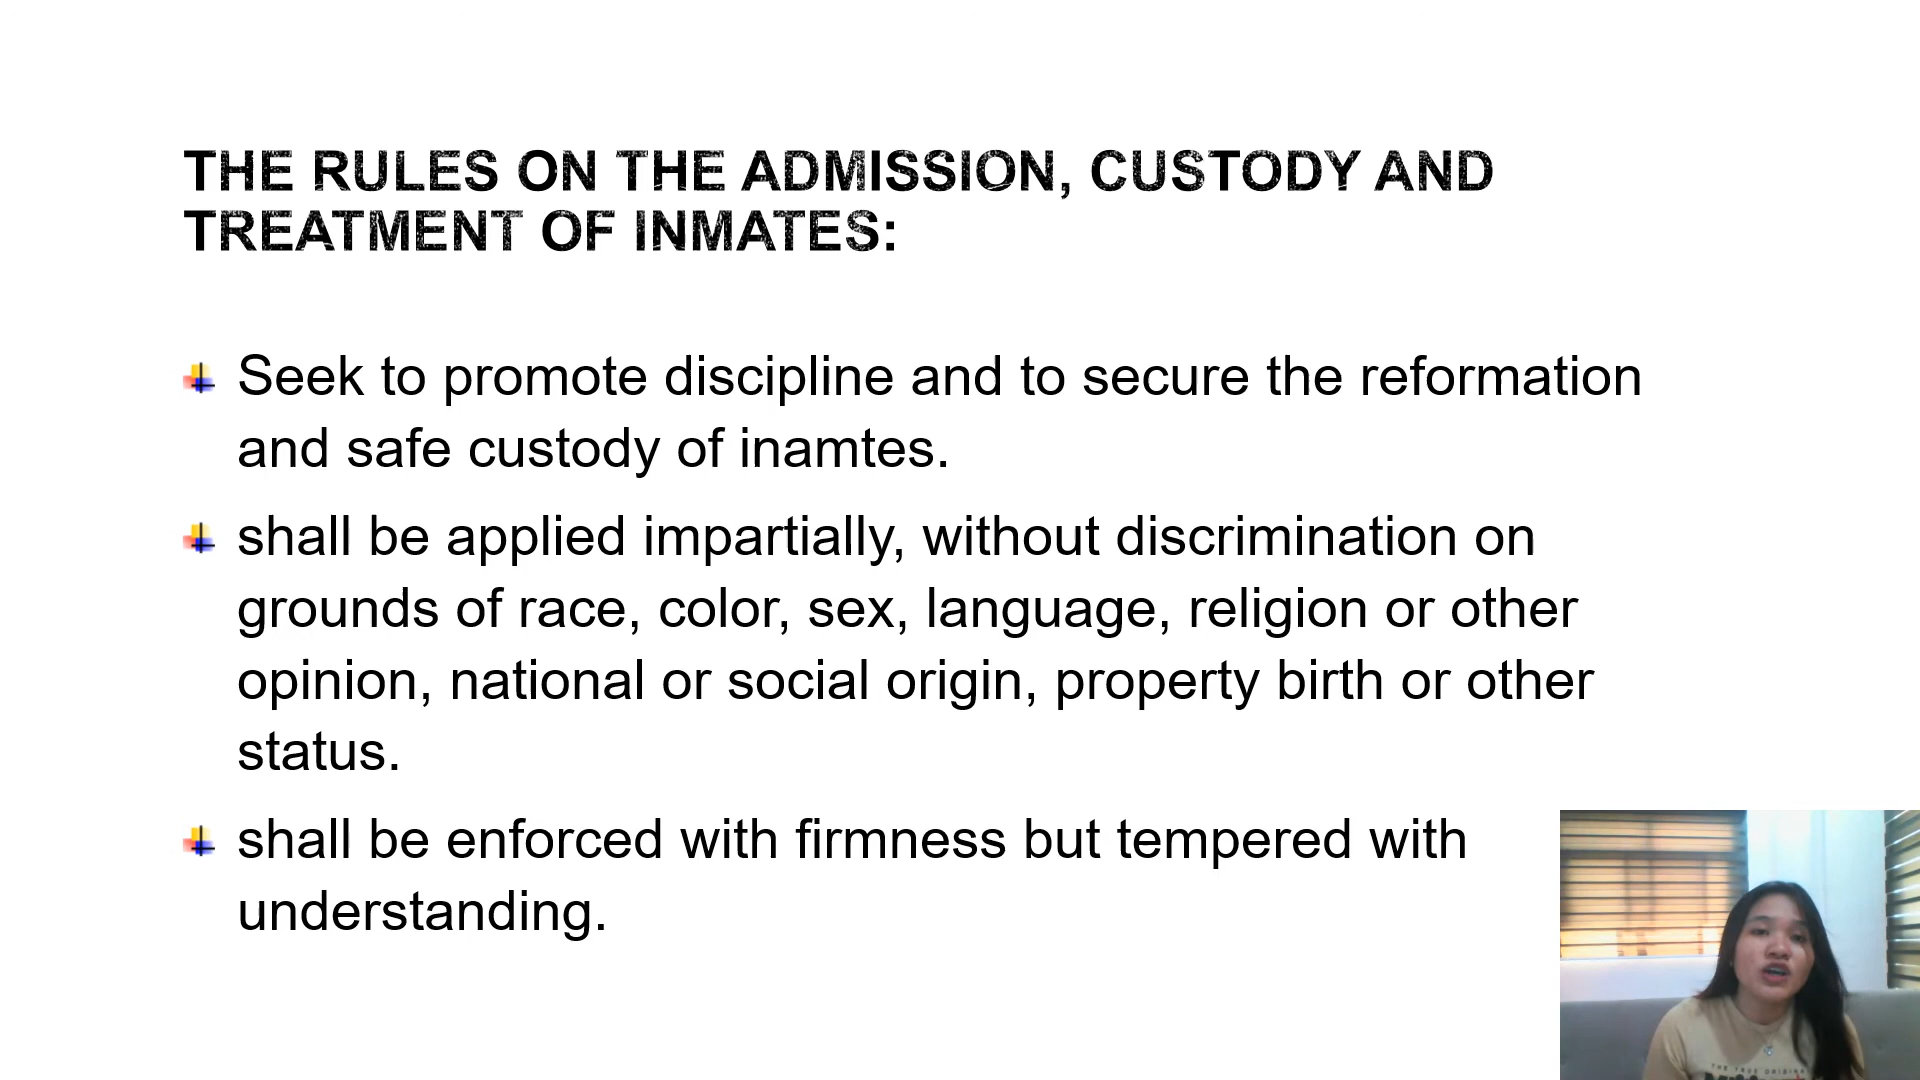 THE RULES ON THE ADMISSION, CUSTODY AND
TREATMENT OF INMATES:
Seek to promote discipline and to secure the reformation
and safe custody of inamtes.
shall be applied impartially, without discrimination on
grounds of race, color, sex, language, religion or other
opinion, national or social origin, property birth or other
status.
shall be enforced with firmness but tempered with
understanding.
THE TRUE ORIGINAL